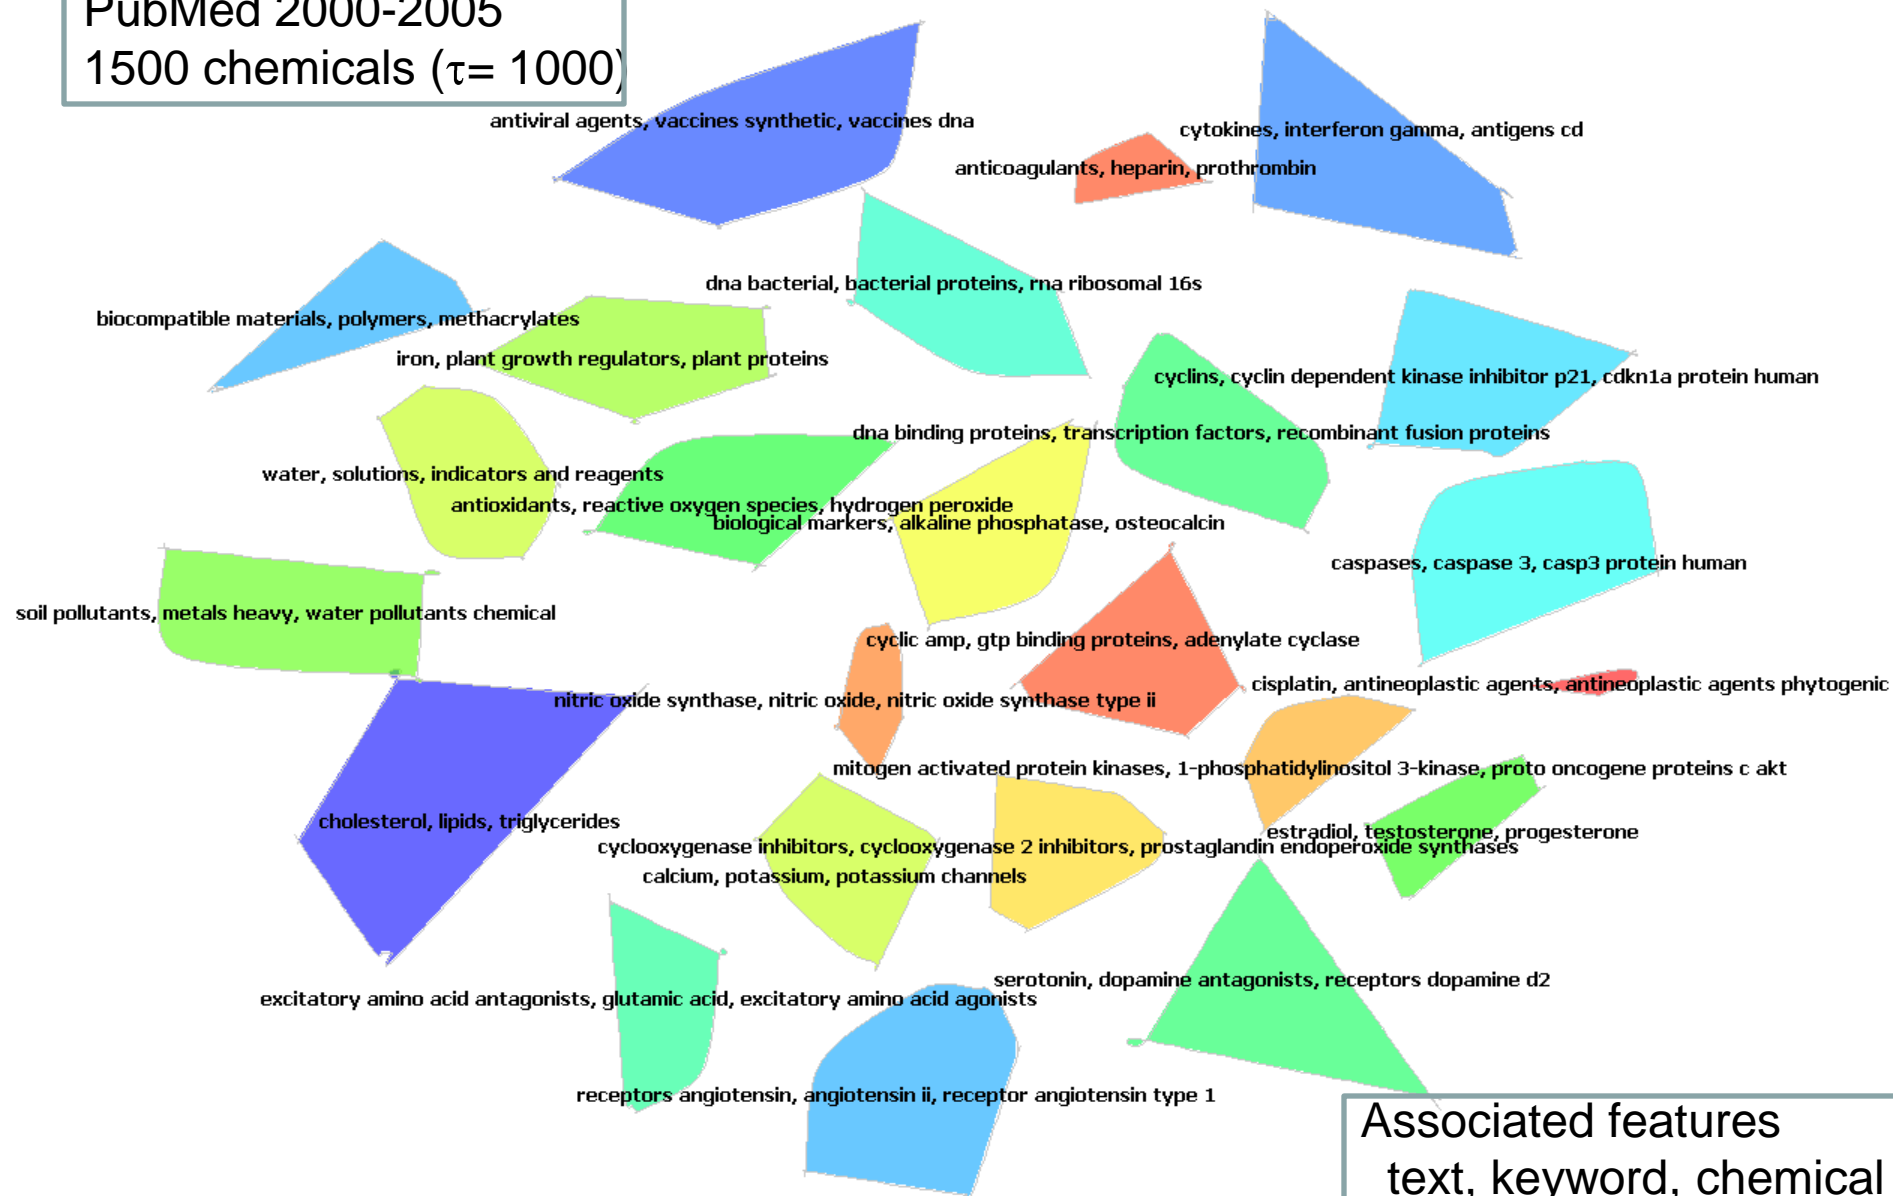 PubMed 2000-2005
1500 chemicals (τ= 1000)
antiviral agents, vaccines synthetic, vaccines dna
cytokines, interferon gamma, antigens cd
anticoagulants, heparin, prothrombin
dna bacterial, bacterial proteins, rna ribosomal 16s
biocompatible materials, polymers, methacrylates
iron, plant growth regulators, plant proteins
cyclins, cyclin dependent kinase inhibitor p21, cdkn1a protein human
dna binding proteins, transcription factors, recombinant fusion proteins
water, solutions, indicators and reagents
antioxidants, reactive oxygen species, hydrogen peroxide
biological markers, alkaline phosphatase, osteocalcin
caspases, caspase 3, casp3 protein human
soil pollutants, metals heavy, water pollutants chemical
cyclic amp, gtp binding proteins, adenylate cyclase
cisplatin, antineoplastic agents, antineoplastic agents phytogenic
nitric oxide synthase, nitric oxide, nitric oxide synthase type ii
mitogen activated protein kinases, 1-phosphatidylinositol 3-kinase, proto oncogene proteins c akt
cholesterol, lipids, triglycerides
estradiol, testosterone, progesterone
cyclooxygenase inhibitors, cyclooxygenase 2 inhibitors, prostaglandin endoperoxide synthases
calcium, potassium, potassium channels
serotonin, dopamine antagonists, receptors dopamine d2
excitatory amino acid antagonists, glutamic acid, excitatory amino acid agonists
receptors angiotensin, angiotensin ii, receptor angiotensin type 1
Associated features
text, keyword, chemical